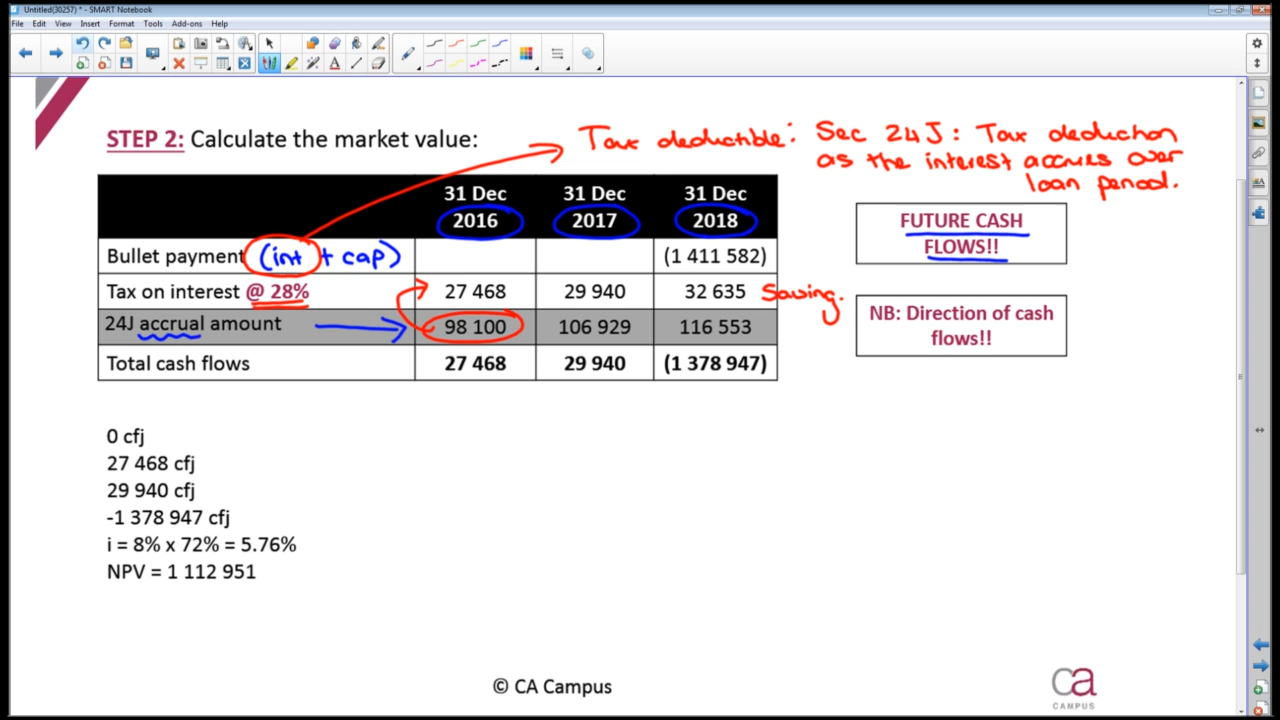 Untitled(30257) * - SMART Notebook
File Edit View Insert Format Tools Add-ons Help
STEP 2: Calculate the market value:
Tax deductible: Sec 24J: Tax deduction
as the interest accrues over
loan period.
31 Dec 2016 31 Dec 2017 31 Dec 2018
Bullet payment (int + cap) (1 411 582)
Tax on interest @ 28% 27 468 29 940 32 635 Saving.
24J accrual amount 98 100 106 929 116 553
Total cash flows 27 468 29 940 (1 378 947)
FUTURE CASH
FLOWS!!
NB: Direction of cash
flows!!
0 cfj
27 468 cfj
29 940 cfj
-1 378 947 cfj
i = 8% x 72% = 5.76%
NPV = 1 112 951
© CA Campus
ca
CAMPUS